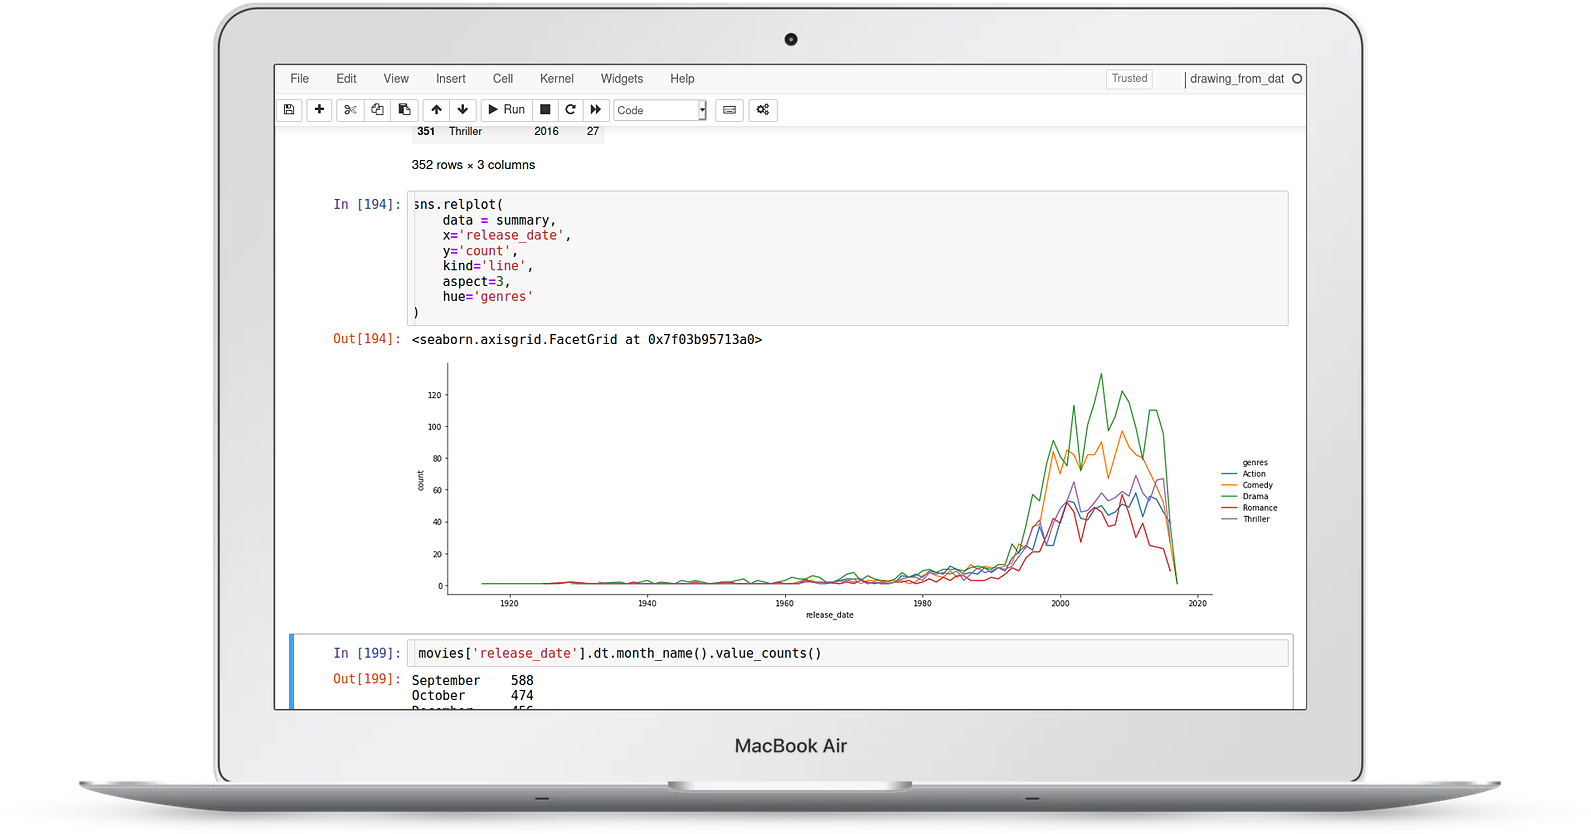 File Edit View Insert Cell Kernel Widgets Help Trusted drawing_from_dat
Run Code
351 Thriller 2016 27
352 rows × 3 columns
In [194]: sns.relplot(
data = summary,
x='release_date',
y='count',
kind='line',
aspect=3,
hue='genres'
)
Out[194]: <seaborn.axisgrid.FacetGrid at 0x7f03b95713a0>
120
100
80
60
40
20
0
count
1920 1940 1960 1980 2000 2020
release_date
genres
Action
Comedy
Drama
Romance
Thriller
In [199]: movies['release_date'].dt.month_name().value_counts()
Out[199]: September 588
October 474
MacBook Air